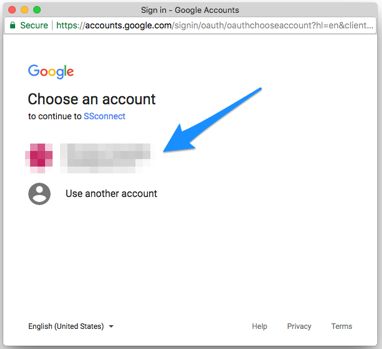 Sign in - Google Accounts
Secure | https://accounts.google.com/signin/oauth/oauthchooseaccount?hl=en&client...
Google
Choose an account
to continue to SSconnect
Use another account
English (United States)
Help Privacy Terms